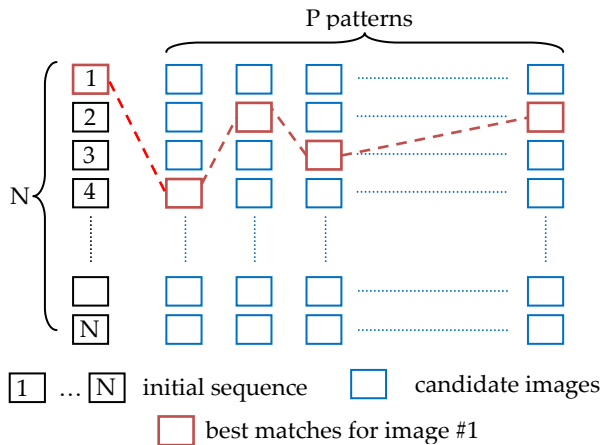 P patterns
1
2
3
4
N
N
1 … N initial sequence candidate images
best matches for image #1